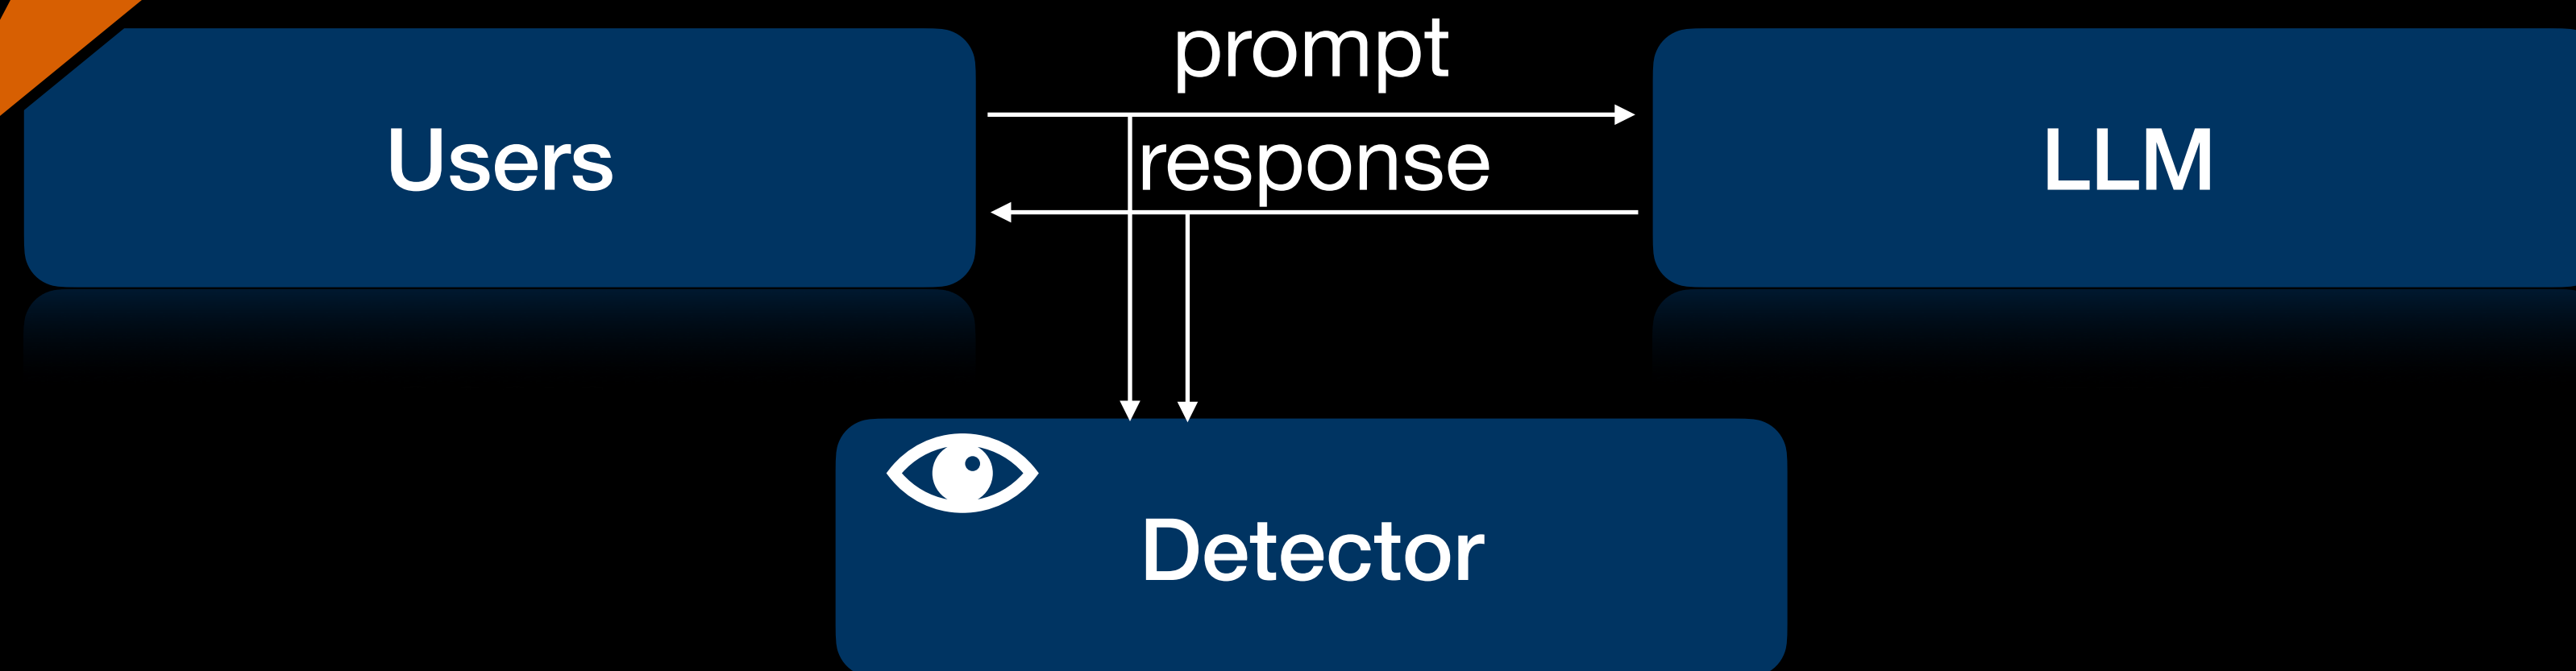 prompt
Users
response
LLM
Detector